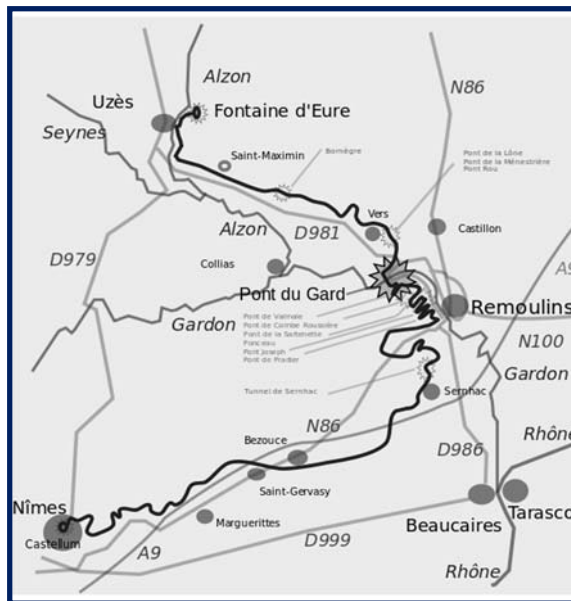 Alzon
N86
Uzès
Fontaine d'Eure
Seynes
Saint-Maximin
Bornègre
Pont de la Lône
Pont de la Ménestrière
Pont Rou
Vers
Castillon
Alzon
D981
D979
Collias
A9
Pont du Gard
Remoulins
Gardon
Pont de Valmale
Pont de Combe Roussière
Pont de la Sartenette
Fonceau
Pont Joseph
Pont de Pradier
N100
Gardon
Tunnel de Sernhac
Sernhac
N86
Bezouce
D986
Rhône
Saint-Gervasy
Nîmes
Castellum
Marguerittes
Beaucaires
Tarasco
A9
D999
Rhône